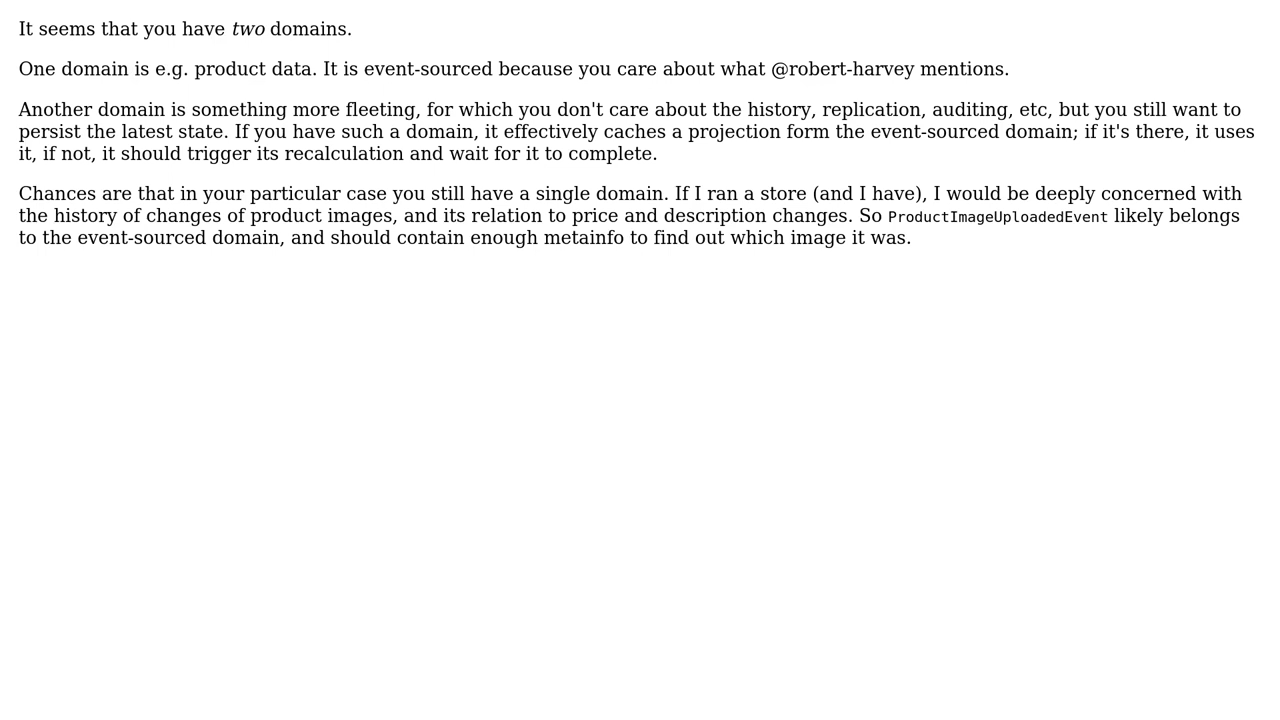 It seems that you have two domains.
One domain is e.g. product data. It is event-sourced because you care about what @robert-harvey mentions.
Another domain is something more fleeting, for which you don't care about the history, replication, auditing, etc, but you still want to
persist the latest state. If you have such a domain, it effectively caches a projection form the event-sourced domain; if it's there, it uses
it, if not, it should trigger its recalculation and wait for it to complete.
Chances are that in your particular case you still have a single domain. If I ran a store (and I have), I would be deeply concerned with
the history of changes of product images, and its relation to price and description changes. So ProductImageUploadedEvent likely belongs
to the event-sourced domain, and should contain enough metainfo to find out which image it was.